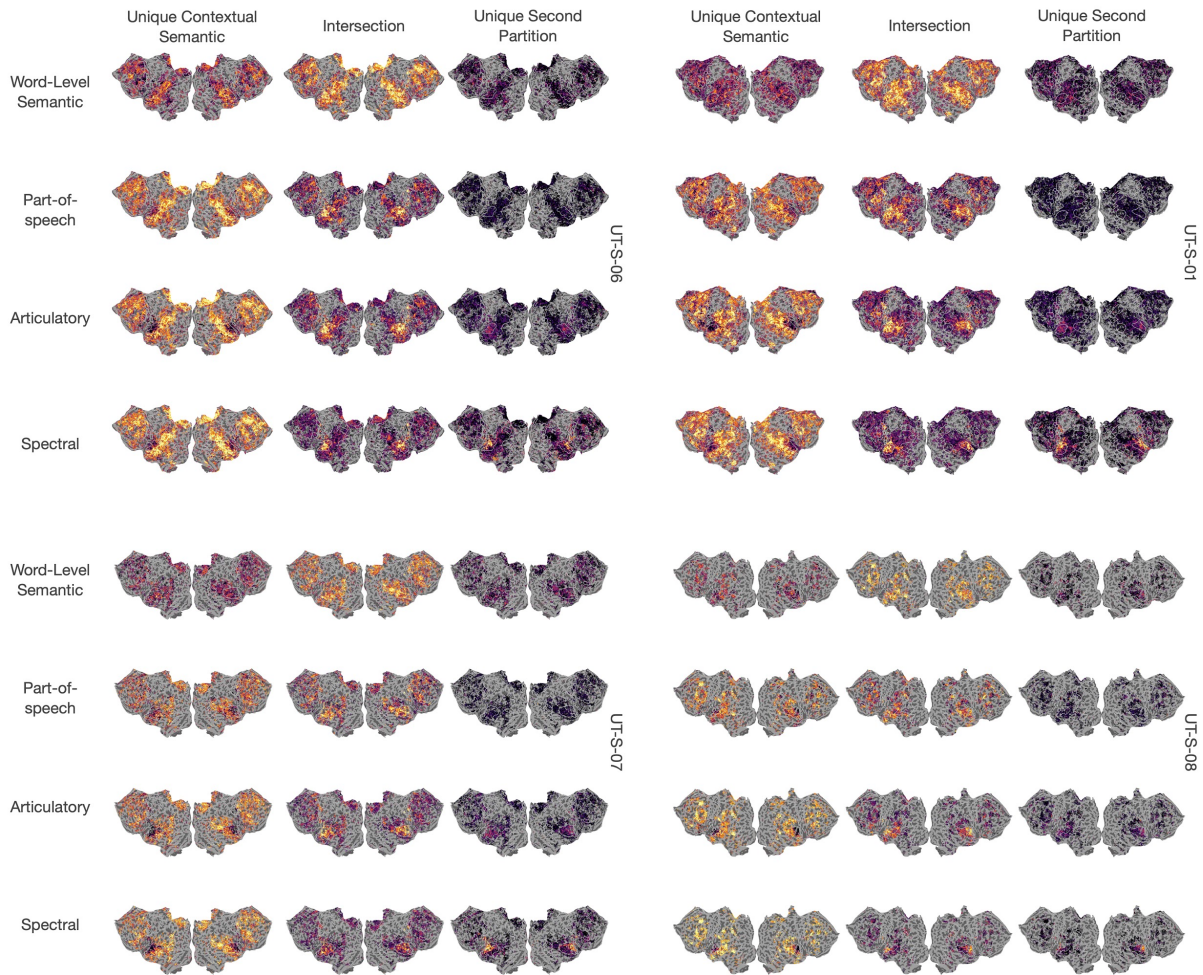 Unique Contextual
Semantic
Intersection
Unique Second
Partition
Unique Contextual
Semantic
Intersection
Unique Second
Partition
Word-Level
Semantic
Part-of-
speech
Articulatory
Spectral
UT-S-06
UT-S-01
Word-Level
Semantic
Part-of-
speech
Articulatory
Spectral
UT-S-07
UT-S-08